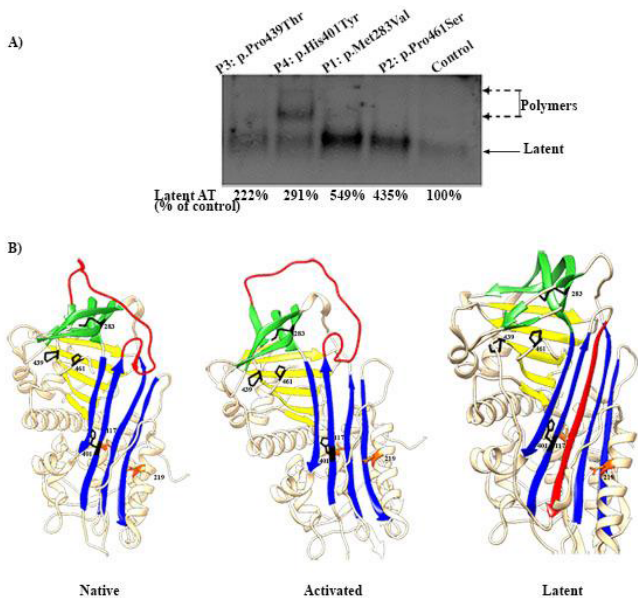 A)
P3: p.Pro439Thr
P4: p.His401Tyr
P1: p.Met283Val
P2: p.Pro461Ser
Control
Polymers
Latent
Latent AT 222% 291% 549% 435% 100%
(% of control)
B)
283
439
461
401
117
219
283
439
461
401
117
219
283
439
461
401
117
219
Native Activated Latent